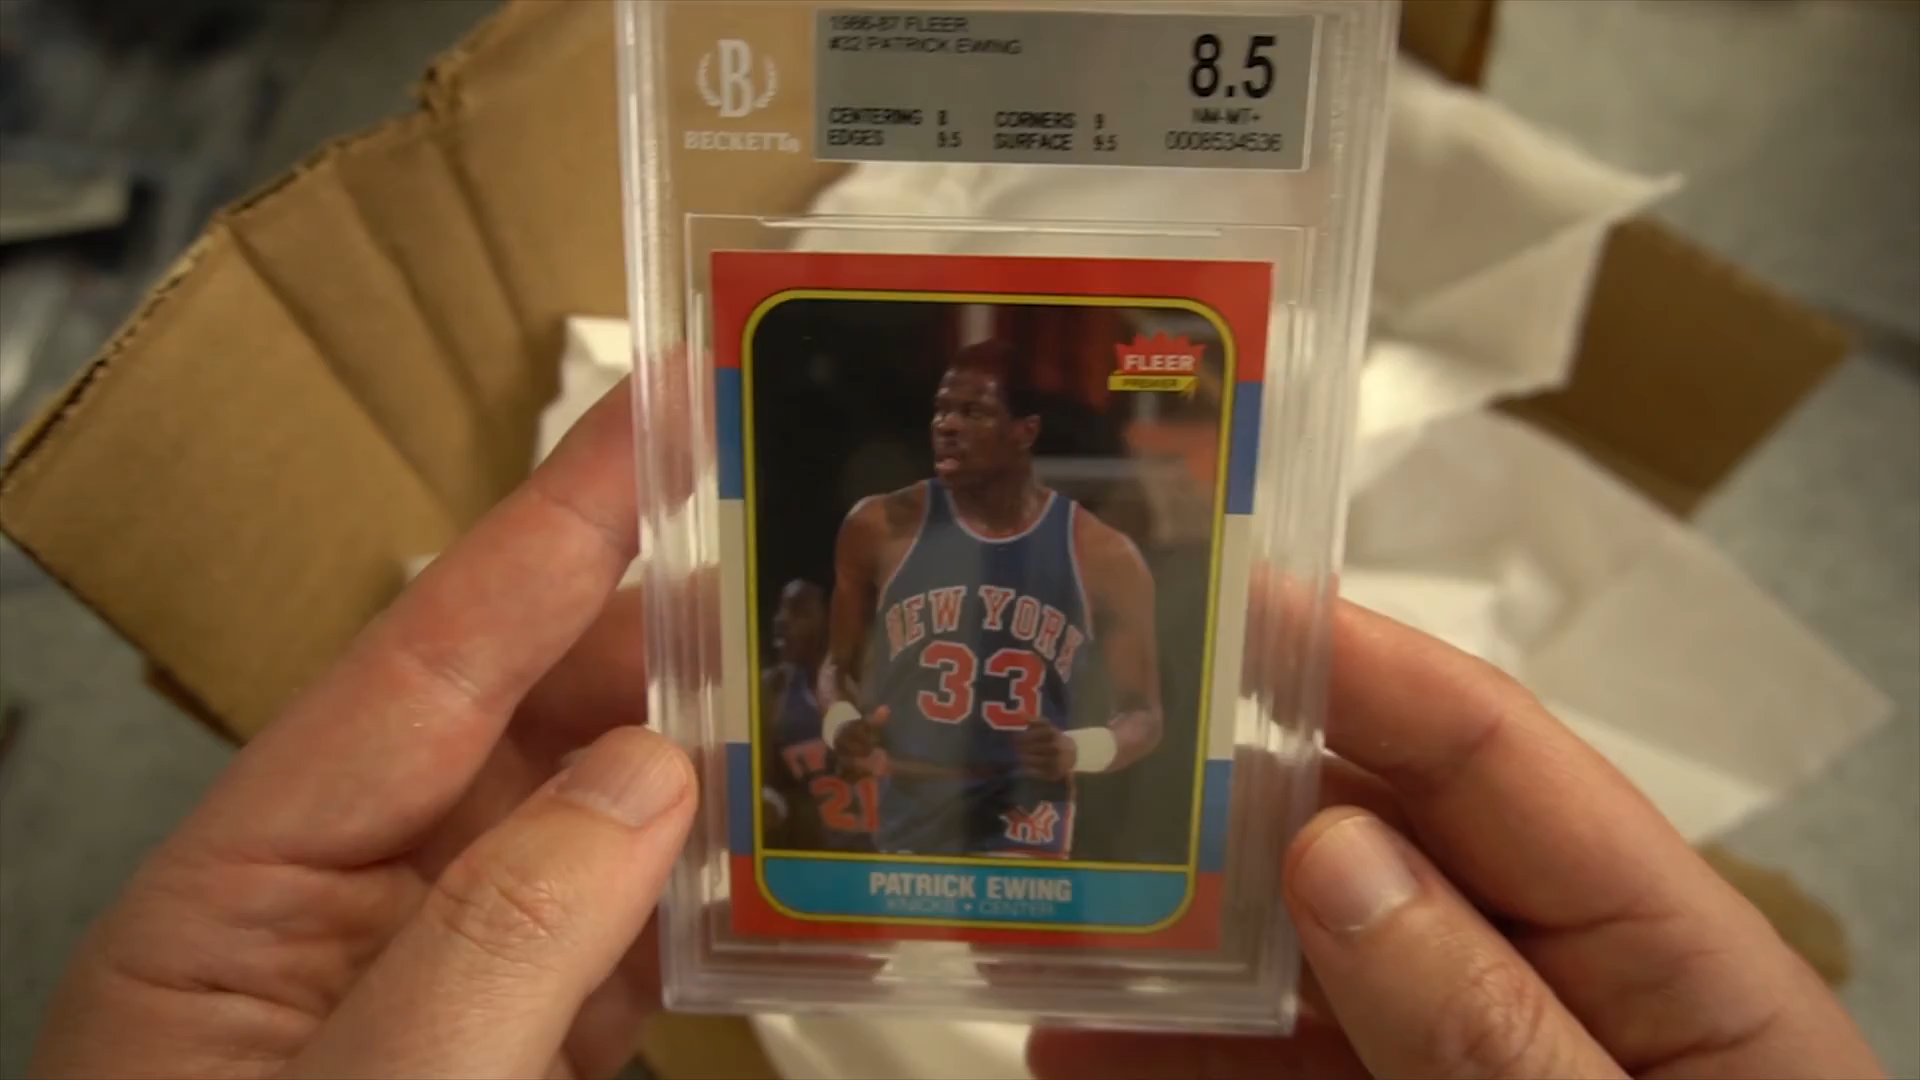 1986-87 FLEER
#32 PATRICK EWING
8.5
NM-MT+
CENTERING 8 CORNERS 9
EDGES 9.5 SURFACE 9.5
0008534536
B
BECKETT
FLEER
PREMIER
NEW YORK
33
21
NY
PATRICK EWING
KNICKS • CENTER